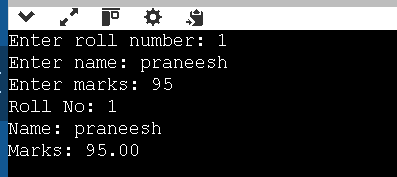 Enter roll number: 1
Enter name: praneesh
Enter marks: 95
Roll No: 1
Name: praneesh
Marks: 95.00